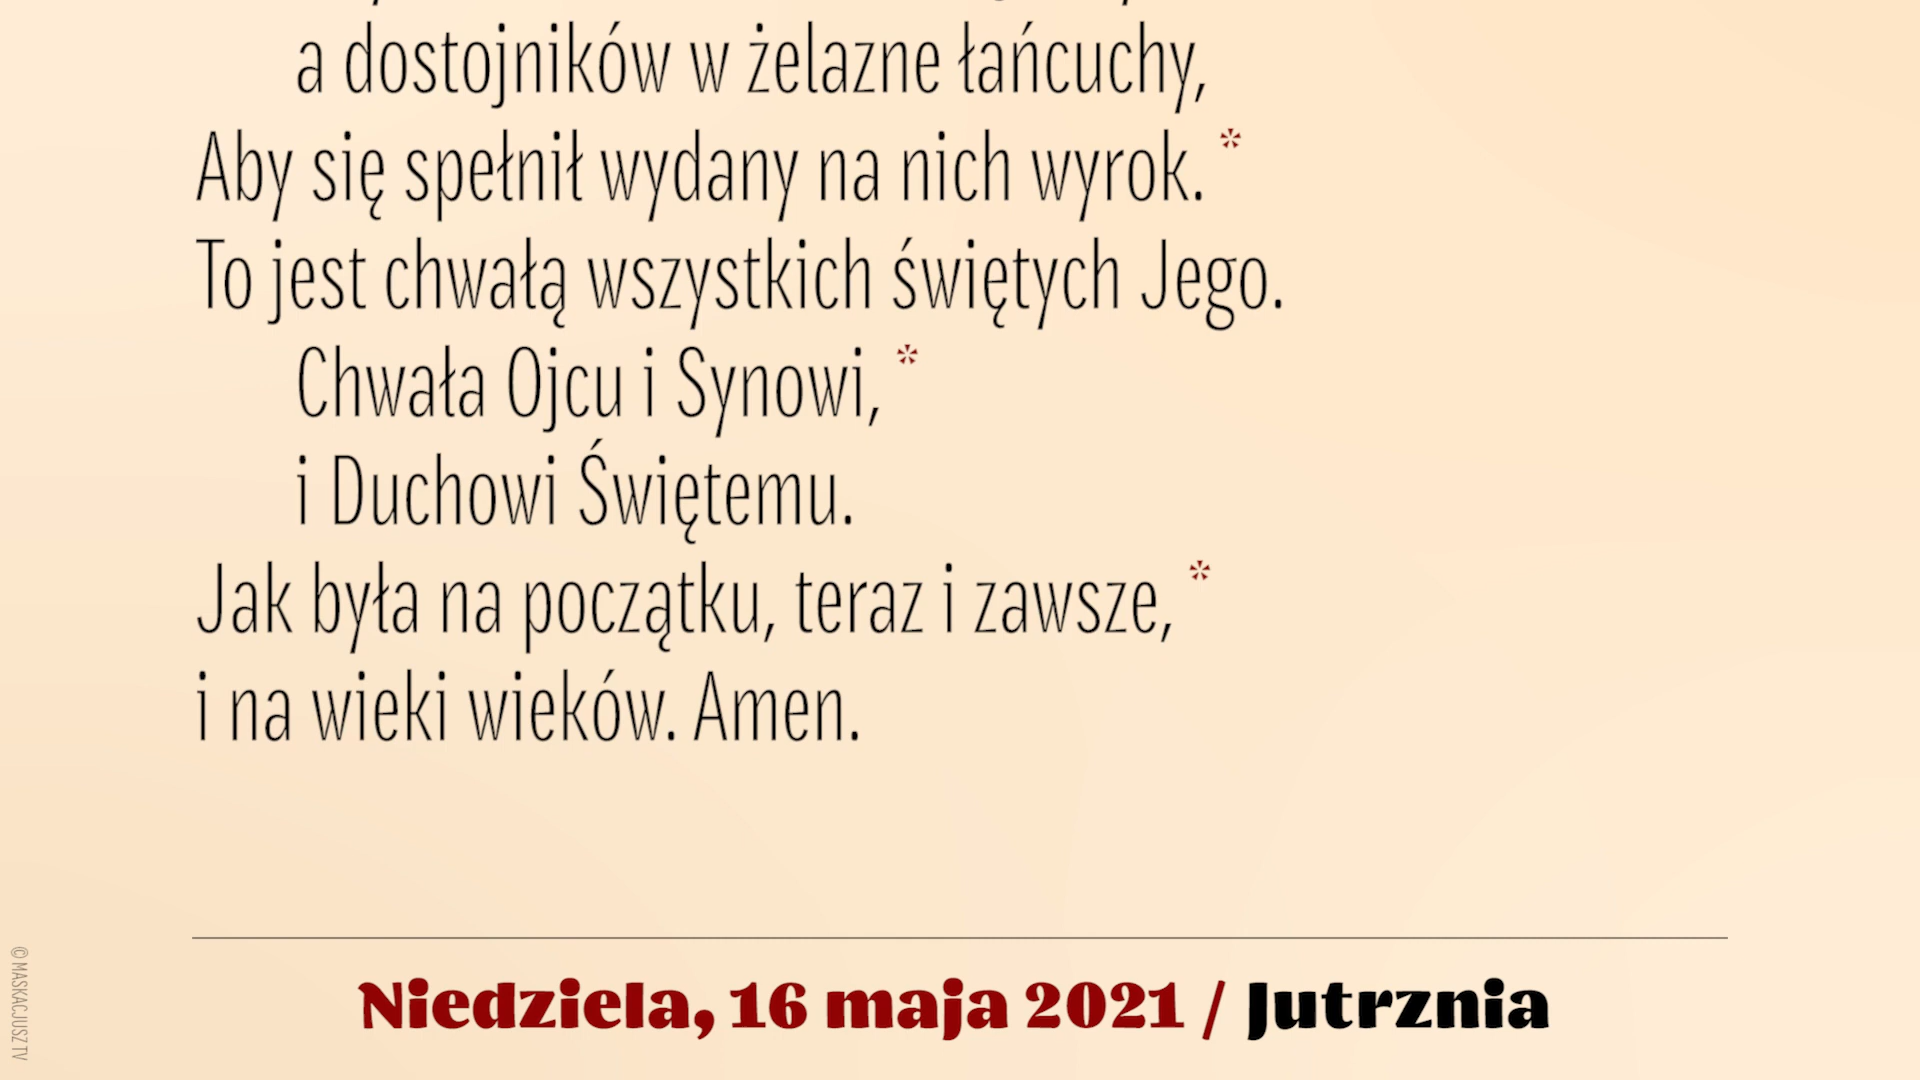 a dostojników w żelazne łańcuchy,
Aby się spełnił wydany na nich wyrok. *
To jest chwałą wszystkich świętych Jego.
Chwała Ojcu i Synowi, *
i Duchowi Świętemu.
Jak była na początku, teraz i zawsze, *
i na wieki wieków. Amen.
Niedziela, 16 maja 2021 / Jutrznia
© MASKACJUSZ TV